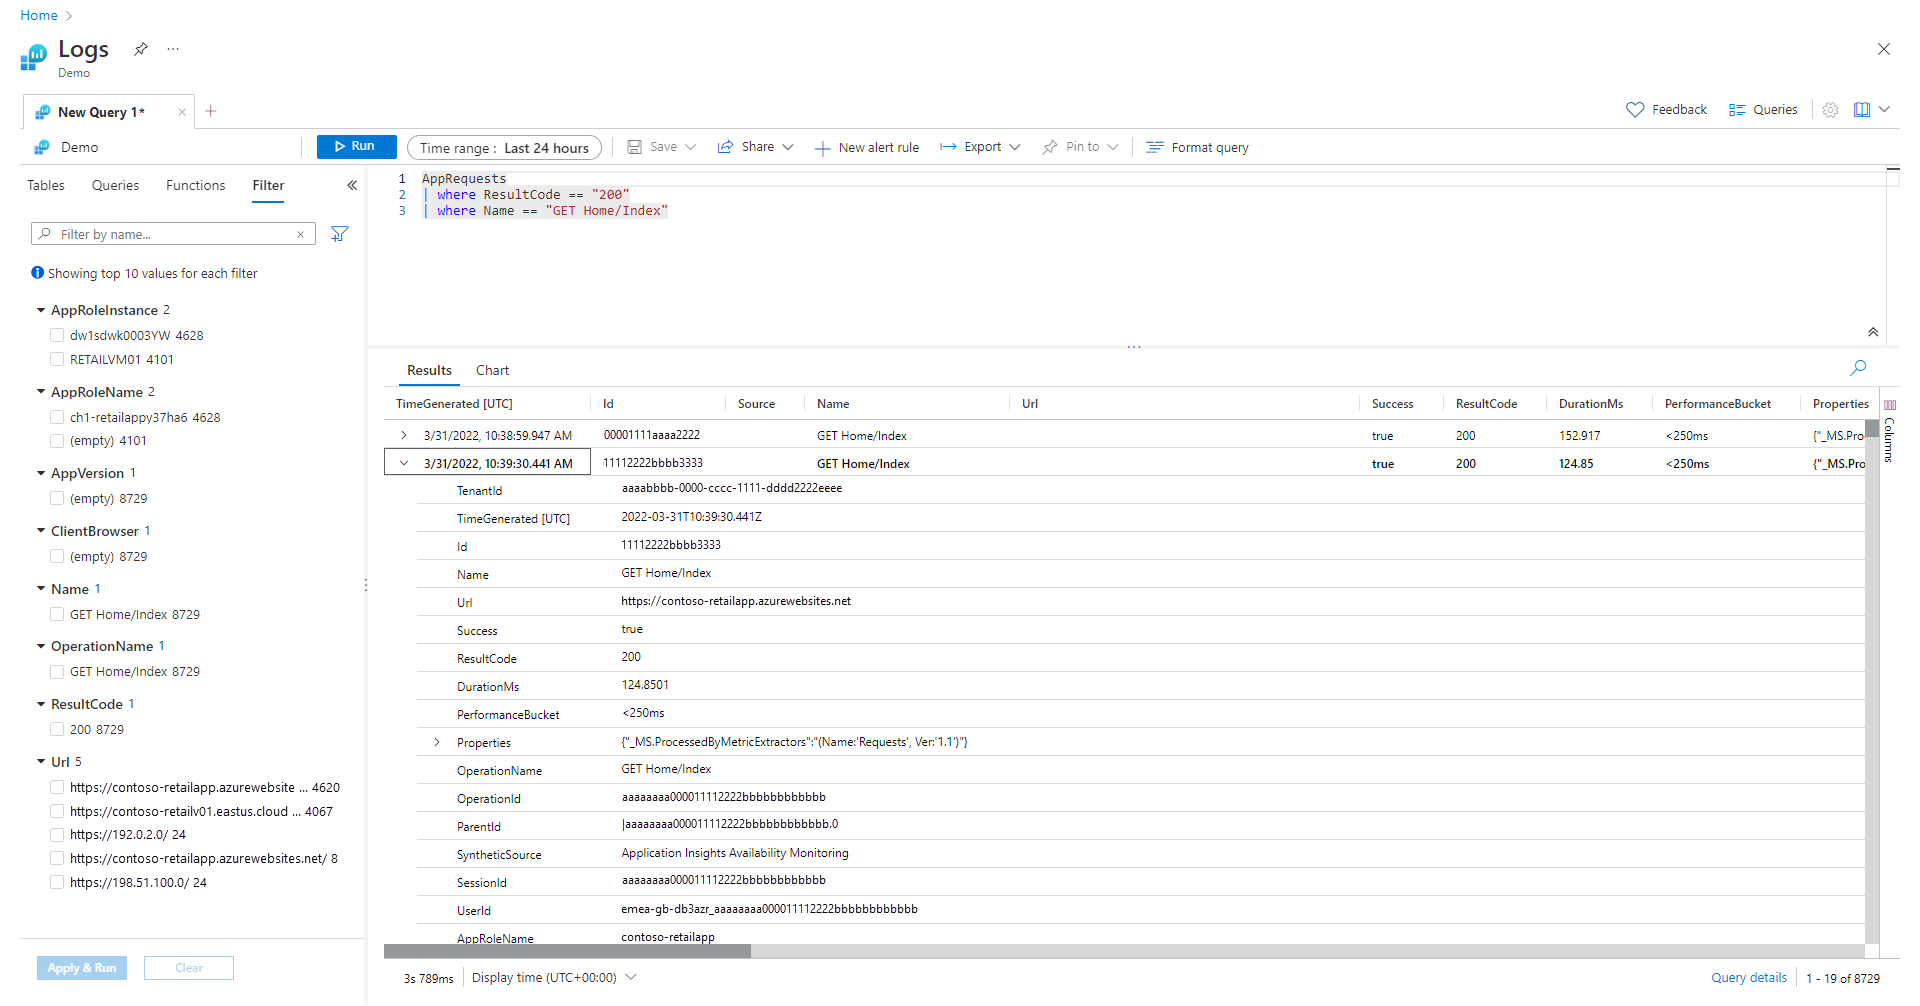 Home
Logs
Demo
New Query 1*
Feedback
Queries
Demo
Run
Time range : Last 24 hours
Save
Share
New alert rule
Export
Pin to
Format query
Tables
Queries
Functions
Filter
1 AppRequests
2 | where ResultCode == "200"
3 | where Name == "GET Home/Index"
Filter by name...
Showing top 10 values for each filter
AppRoleInstance 2
dw1sdwk0003YW 4628
RETAILVM01 4101
AppRoleName 2
ch1-retailappy37ha6 4628
(empty) 4101
AppVersion 1
(empty) 8729
ClientBrowser 1
(empty) 8729
Name 1
GET Home/Index 8729
OperationName 1
GET Home/Index 8729
ResultCode 1
200 8729
Url 5
https://contoso-retailapp.azurewebsite ... 4620
https://contoso-retailv01.eastus.cloud ... 4067
https://192.0.2.0/ 24
https://contoso-retailapp.azurewebsites.net/ 8
https://198.51.100.0/ 24
Apply & Run
Clear
Results
Chart
TimeGenerated [UTC] Id Source Name Url Success ResultCode DurationMs PerformanceBucket Properties
Columns
3/31/2022, 10:38:59.947 AM 00001111aaaa2222 GET Home/Index true 200 152.917 <250ms {"_MS.Pro
3/31/2022, 10:39:30.441 AM 11112222bbbb3333 GET Home/Index true 200 124.85 <250ms {"_MS.Pro
TenantId aaaabbbb-0000-cccc-1111-dddd2222eeee
TimeGenerated [UTC] 2022-03-31T10:39:30.441Z
Id 11112222bbbb3333
Name GET Home/Index
Url https://contoso-retailapp.azurewebsites.net
Success true
ResultCode 200
DurationMs 124.8501
PerformanceBucket <250ms
Properties {"_MS.ProcessedByMetricExtractors":"(Name:'Requests', Ver:'1.1')"}
OperationName GET Home/Index
OperationId aaaaaaaa000011112222bbbbbbbbbbbb
ParentId |aaaaaaaa000011112222bbbbbbbbbbbb.0
SyntheticSource Application Insights Availability Monitoring
SessionId aaaaaaaa000011112222bbbbbbbbbbbb
UserId emea-gb-db3azr_aaaaaaaa000011112222bbbbbbbbbbbb
AppRoleName contoso-retailapp
3s 789ms
Display time (UTC+00:00)
Query details
1 - 19 of 8729